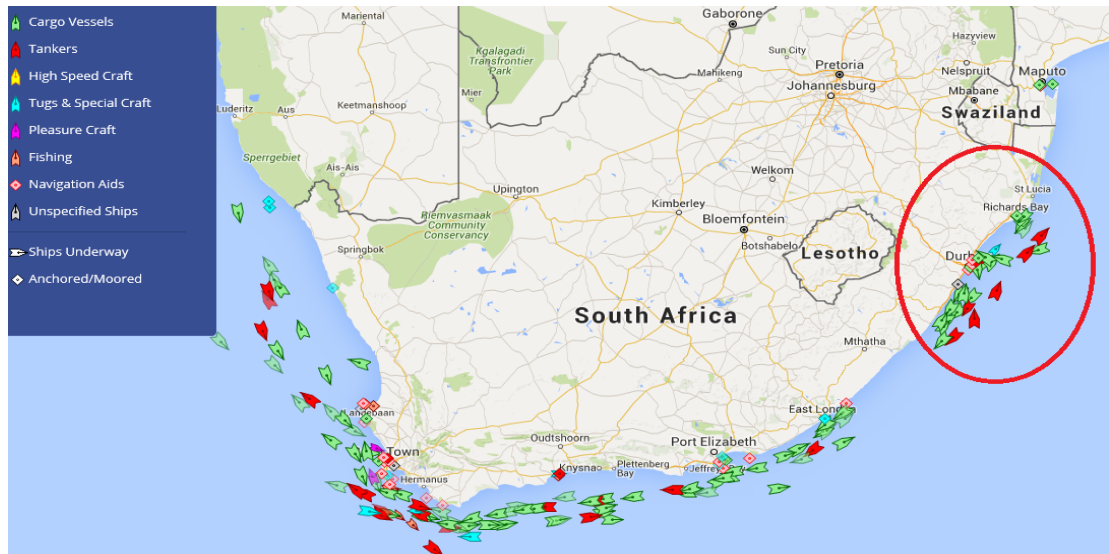 Cargo Vessels
Tankers
High Speed Craft
Tugs & Special Craft
Pleasure Craft
Fishing
Navigation Aids
Unspecified Ships
Ships Underway
Anchored/Moored
Mariental
Gaborone
Hazyview
Kgalagadi
Transfrontier
Park
Sun City
Pretoria
Nelspruit
Maputo
Mier
Mahikeng
Johannesburg
Mbabane
Luderitz
Aus
Keetmanshoop
Swaziland
Sperrgebiet
Ais-Ais
Welkom
Upington
Kimberley
St Lucia
Richards Bay
Riemvasmaak
Community
Conservancy
Bloemfontein
Botshabelo
Springbok
Lesotho
South Africa
Mthatha
East London
Oudtshoorn
Port Elizabeth
Town
Knysna
Plettenberg
Bay
Hermanus